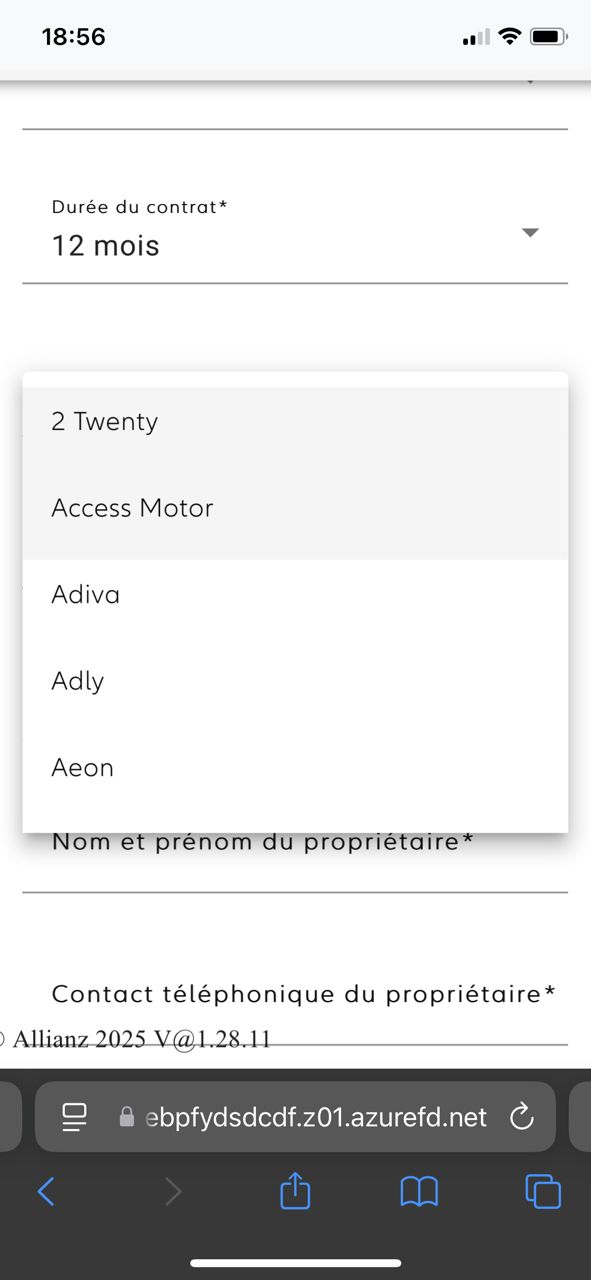 18:56
Durée du contrat*
12 mois
2 Twenty
Access Motor
Adiva
Adly
Aeon
Nom et prénom du propriétaire*
Contact téléphonique du propriétaire*
© Allianz 2025 V@1.28.11
ebpfydsdcdf.z01.azurefd.net